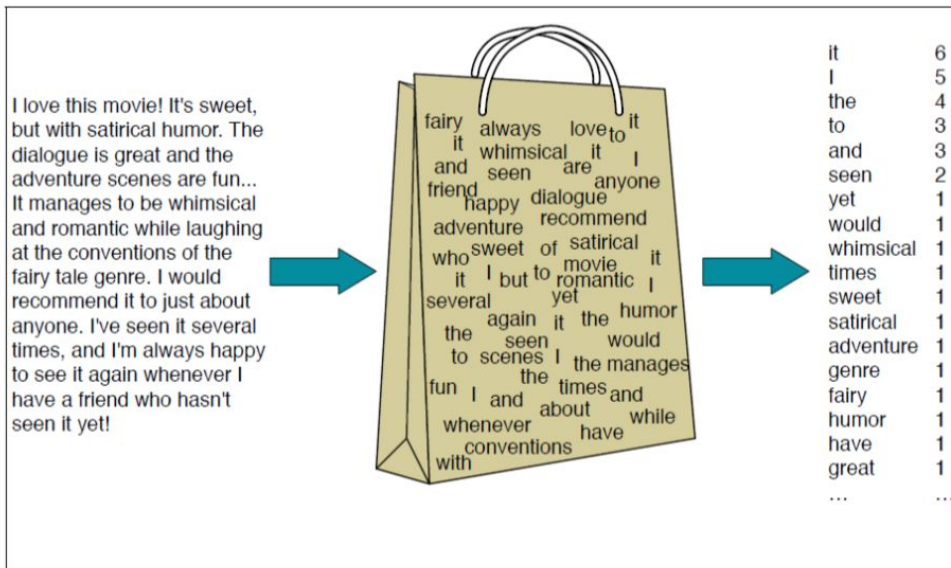 I love this movie! It's sweet,
but with satirical humor. The
dialogue is great and the
adventure scenes are fun...
It manages to be whimsical
and romantic while laughing
at the conventions of the
fairy tale genre. I would
recommend it to just about
anyone. I've seen it several
times, and I'm always happy
to see it again whenever I
have a friend who hasn't
seen it yet!
fairy always love to it
it whimsical it I
and seen are anyone
friend happy dialogue
adventure recommend
who sweet of satirical
it I but to movie it
romantic I
several yet
again it the humor
the seen would
to scenes I the manages
fun the times and
I and about
whenever have while
conventions
with
it 6
I 5
the 4
to 3
and 3
seen 2
yet 1
would 1
whimsical 1
times 1
sweet 1
satirical 1
adventure 1
genre 1
fairy 1
humor 1
have 1
great 1
... ...